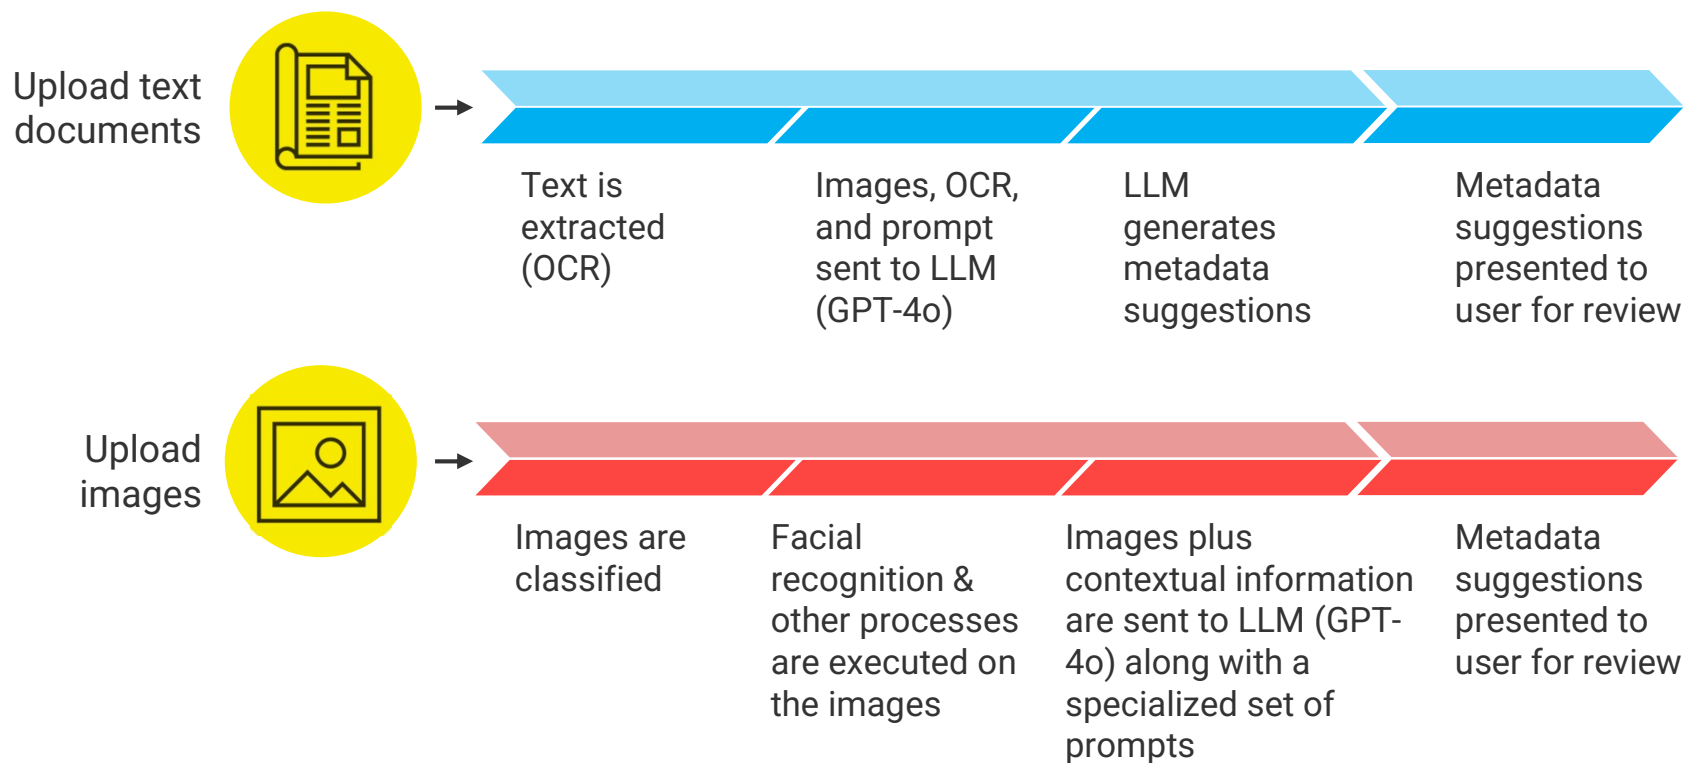 Upload text
documents
Text is
extracted
(OCR)
Images, OCR,
and prompt
sent to LLM
(GPT-4o)
LLM
generates
metadata
suggestions
Metadata
suggestions
presented to
user for review
Upload
images
Images are
classified
Facial
recognition &
other processes
are executed on
the images
Images plus
contextual information
are sent to LLM (GPT-
4o) along with a
specialized set of
prompts
Metadata
suggestions
presented to
user for review